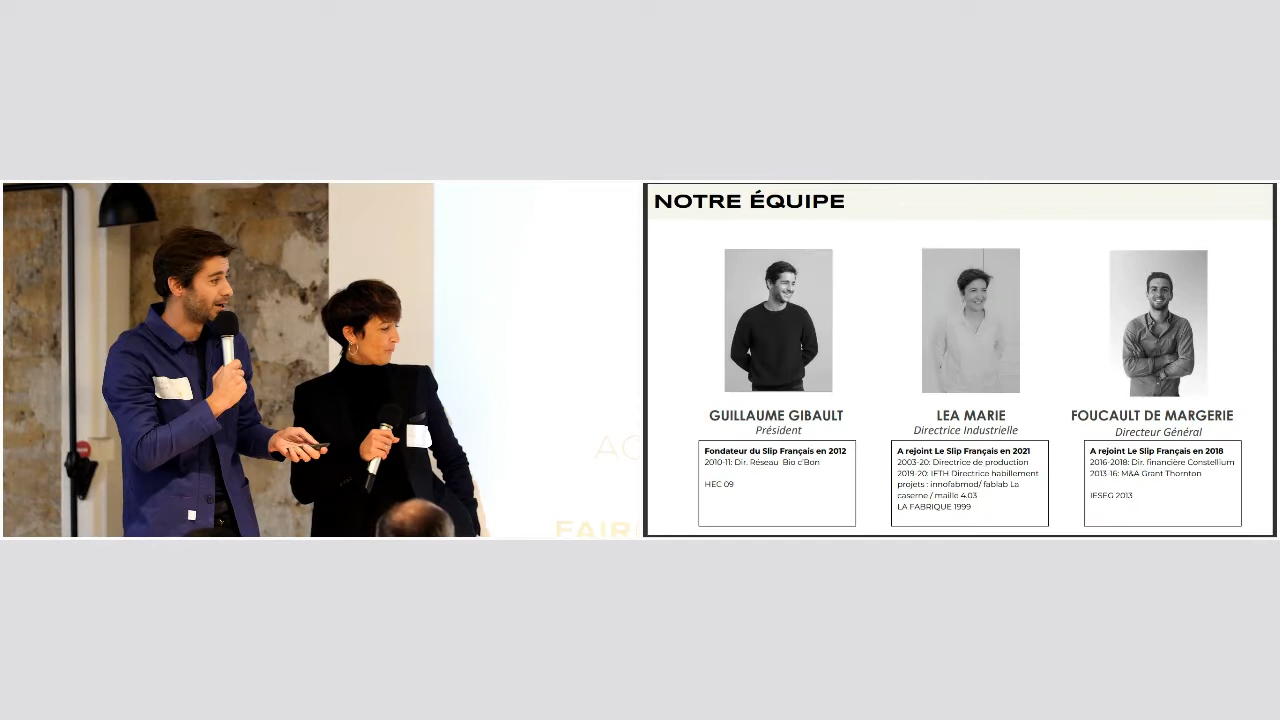 AC
FAIR
NOTRE ÉQUIPE
GUILLAUME GIBAULT
Président
Fondateur du Slip Français en 2012
2010-11: Dir. Réseau Bio c'Bon
HEC 09
LEA MARIE
Directrice Industrielle
A rejoint Le Slip Français en 2021
2003-20: Directrice de production
2019-20: IETH Directrice habillement
projets : innofabmod/ fablab La
caserne / maille 4.03
LA FABRIQUE 1999
FOUCAULT DE MARGERIE
Directeur Général
A rejoint Le Slip Français en 2018
2016-2018: Dir. financière Constellium
2013-16: M&A Grant Thornton
IESEG 2013